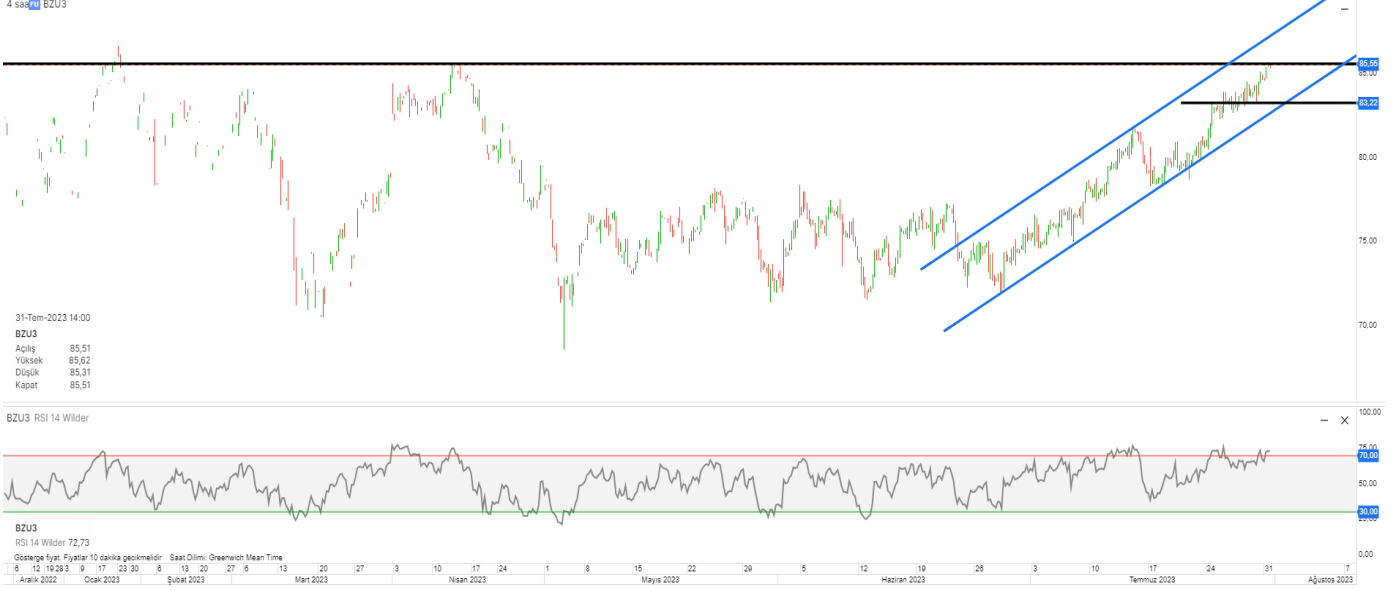 4 saa ru BZU3
85,55
85,00
83,22
80,00
75,00
70,00
31-Tem-2023 14:00
BZU3
Açılış 85,51
Yüksek 85,62
Düşük 85,31
Kapat 85,51
BZU3 RSI 14 Wilder
100,00
75,00
70,00
50,00
30,00
25,00
0,00
BZU3
RSI 14 Wilder 72,73
Gösterge fiyat. Fiyatlar 10 dakika gecikmelidir Saat Dilimi: Greenwich Mean Time
6 12 19 28 3 9 17 23 30 6 13 20 27 6 13 20 27 3 10 17 24 1 8 15 22 29 5 12 19 26 3 10 17 24 31 7
Aralık 2022 Ocak 2023 Şubat 2023 Mart 2023 Nisan 2023 Mayıs 2023 Haziran 2023 Temmuz 2023 Ağustos 2023